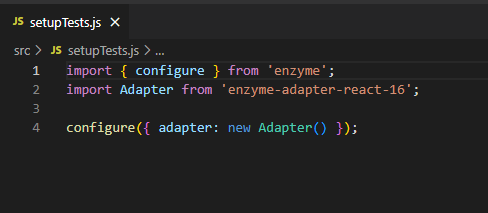 JS setupTests.js ×
src > JS setupTests.js > ...
1 import { configure } from 'enzyme';
2 import Adapter from 'enzyme-adapter-react-16';
3
4 configure({ adapter: new Adapter() });